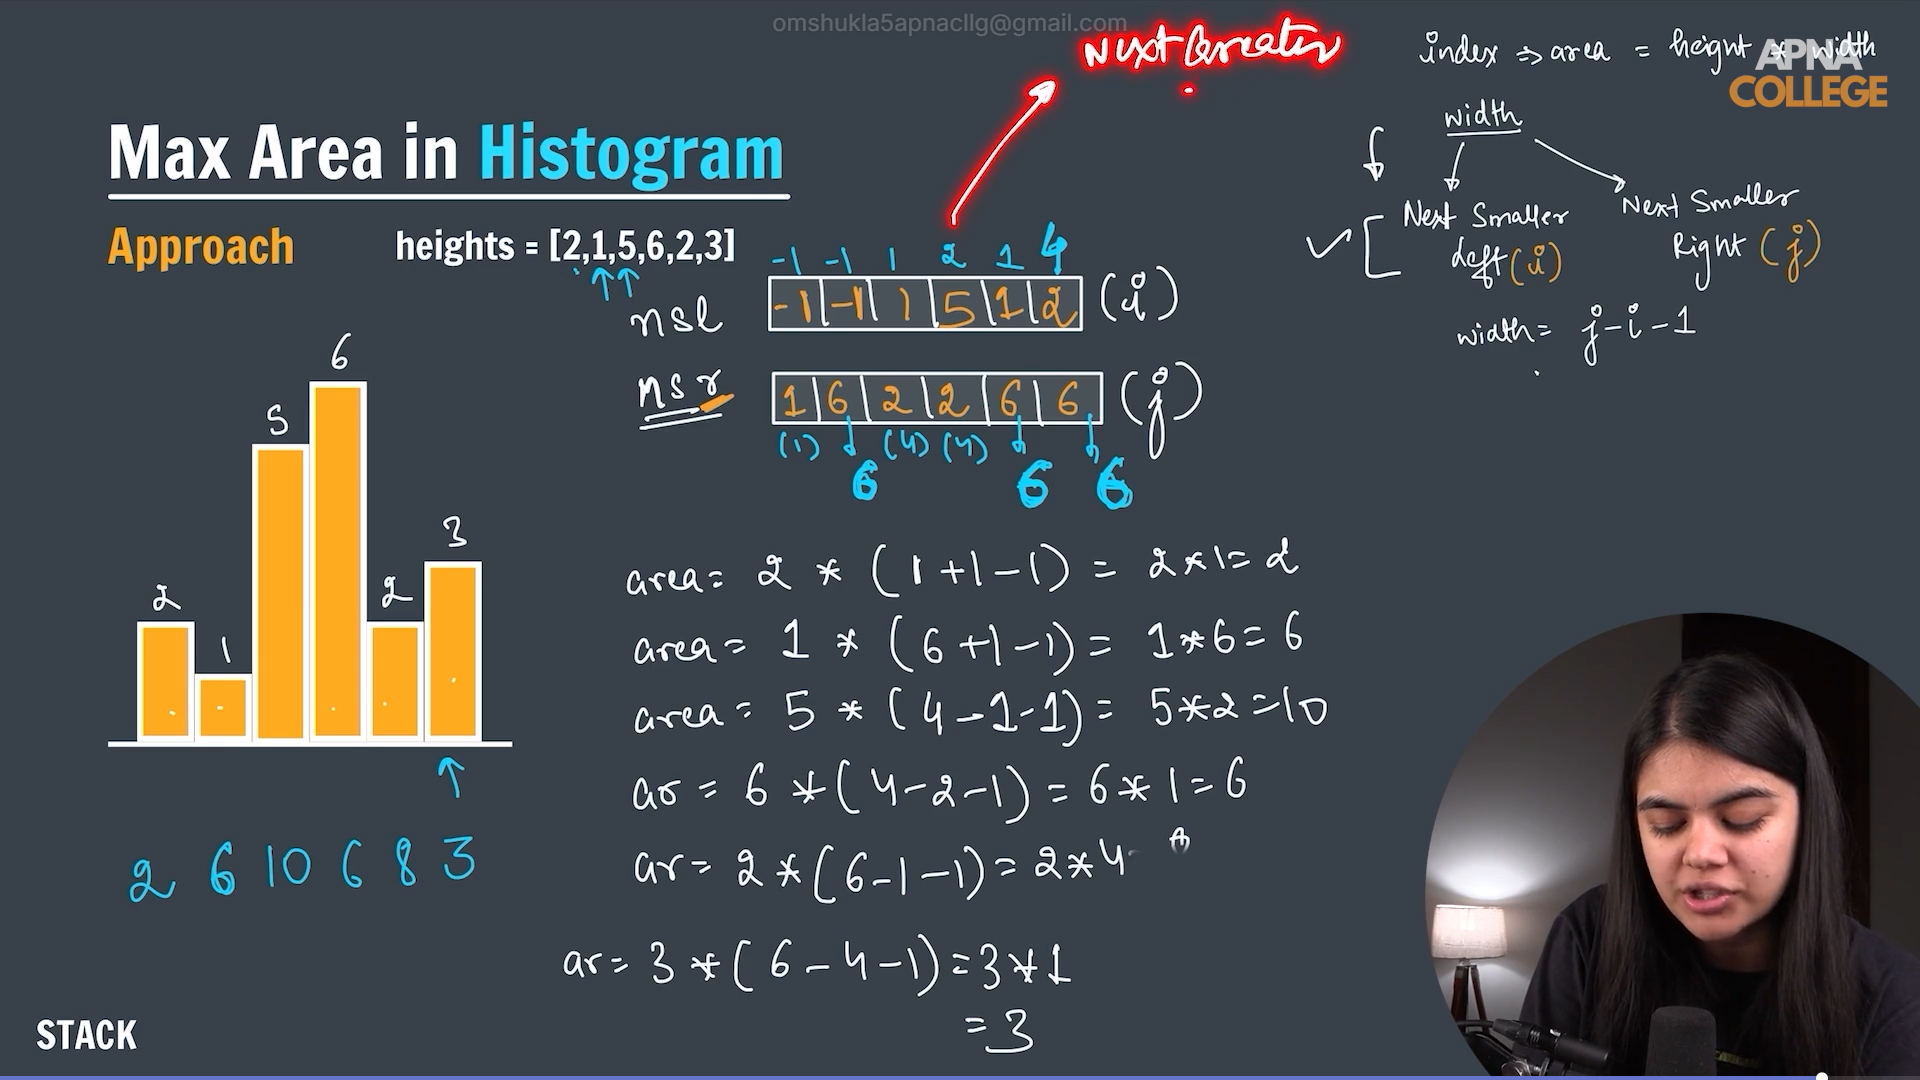 omshukla5apnacllg@gmail.com
Next Greater
index => area = height * width
APNA
COLLEGE
width
Max Area in Histogram
Next Smaller
Left (i)
Next Smaller
Right (j)
width = j-i-1
Approach
heights = [2,1,5,6,2,3]
-1 -1 1 2 1 4
nsl -1 -1 1 5 1 2 (i)
nsr 1 6 2 2 6 6 (j)
(1) 6 (4) (4) 6 6
6
5
3
2
2
1
area = 2 * (1+1-1) = 2*1=2
area = 1 * (6+1-1) = 1*6=6
area = 5 * (4-1-1) = 5*2=10
ar = 6 * (4-2-1) = 6*1=6
ar = 2 * (6-1-1) = 2*4
2 6 10 6 8 3
ar = 3 * (6-4-1) = 3*1
= 3
STACK